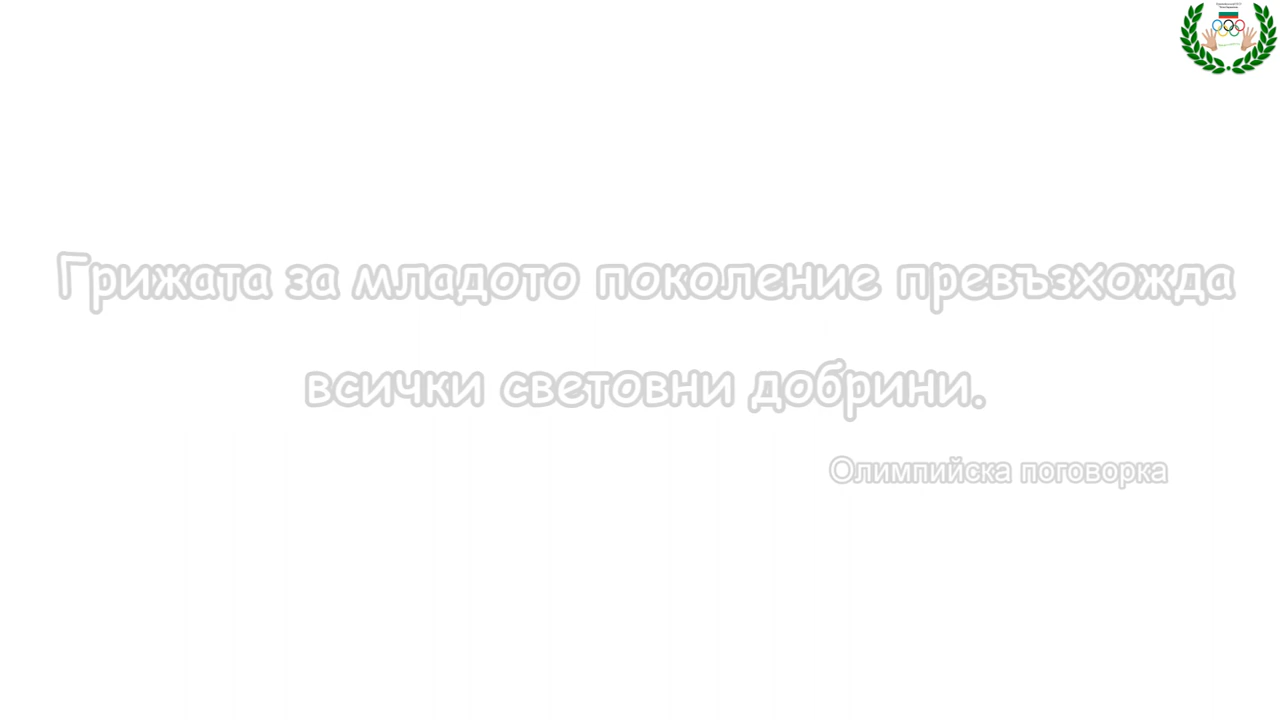 Грижата за младото поколение превъзхожда
всички световни добрини.
Олимпийска поговорка